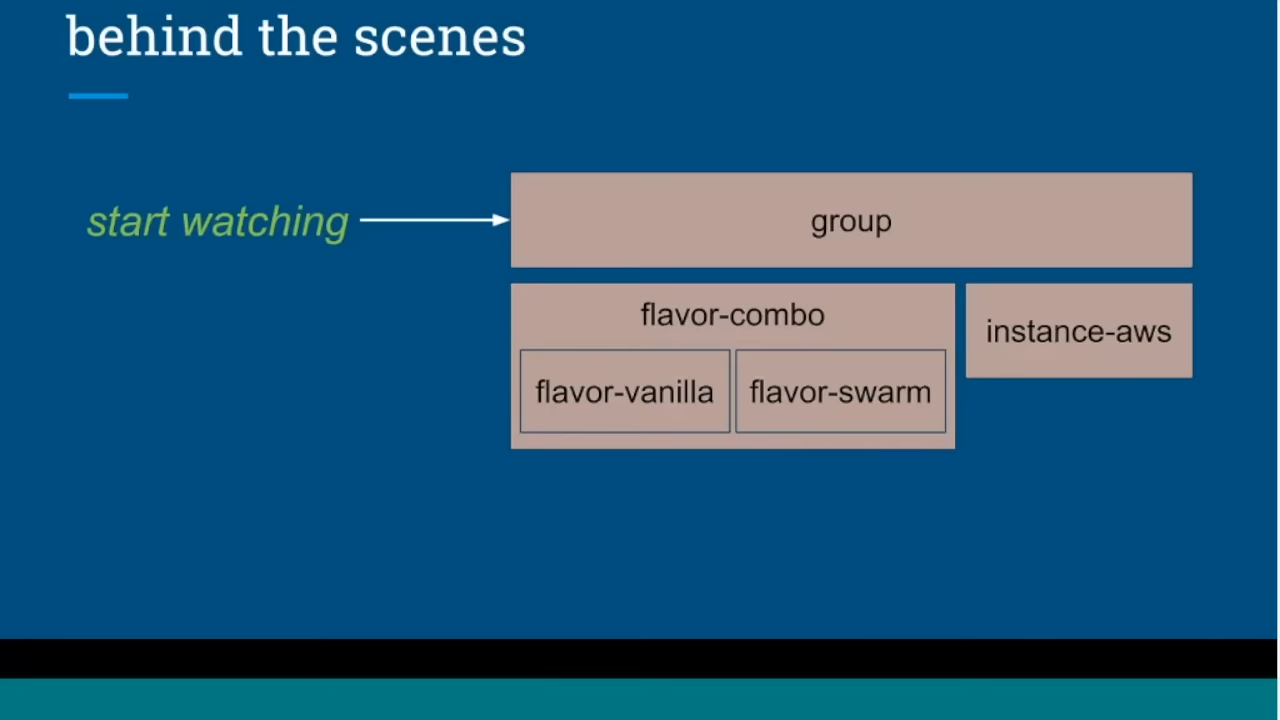 behind the scenes
start watching
group
flavor-combo
instance-aws
flavor-vanilla
flavor-swarm